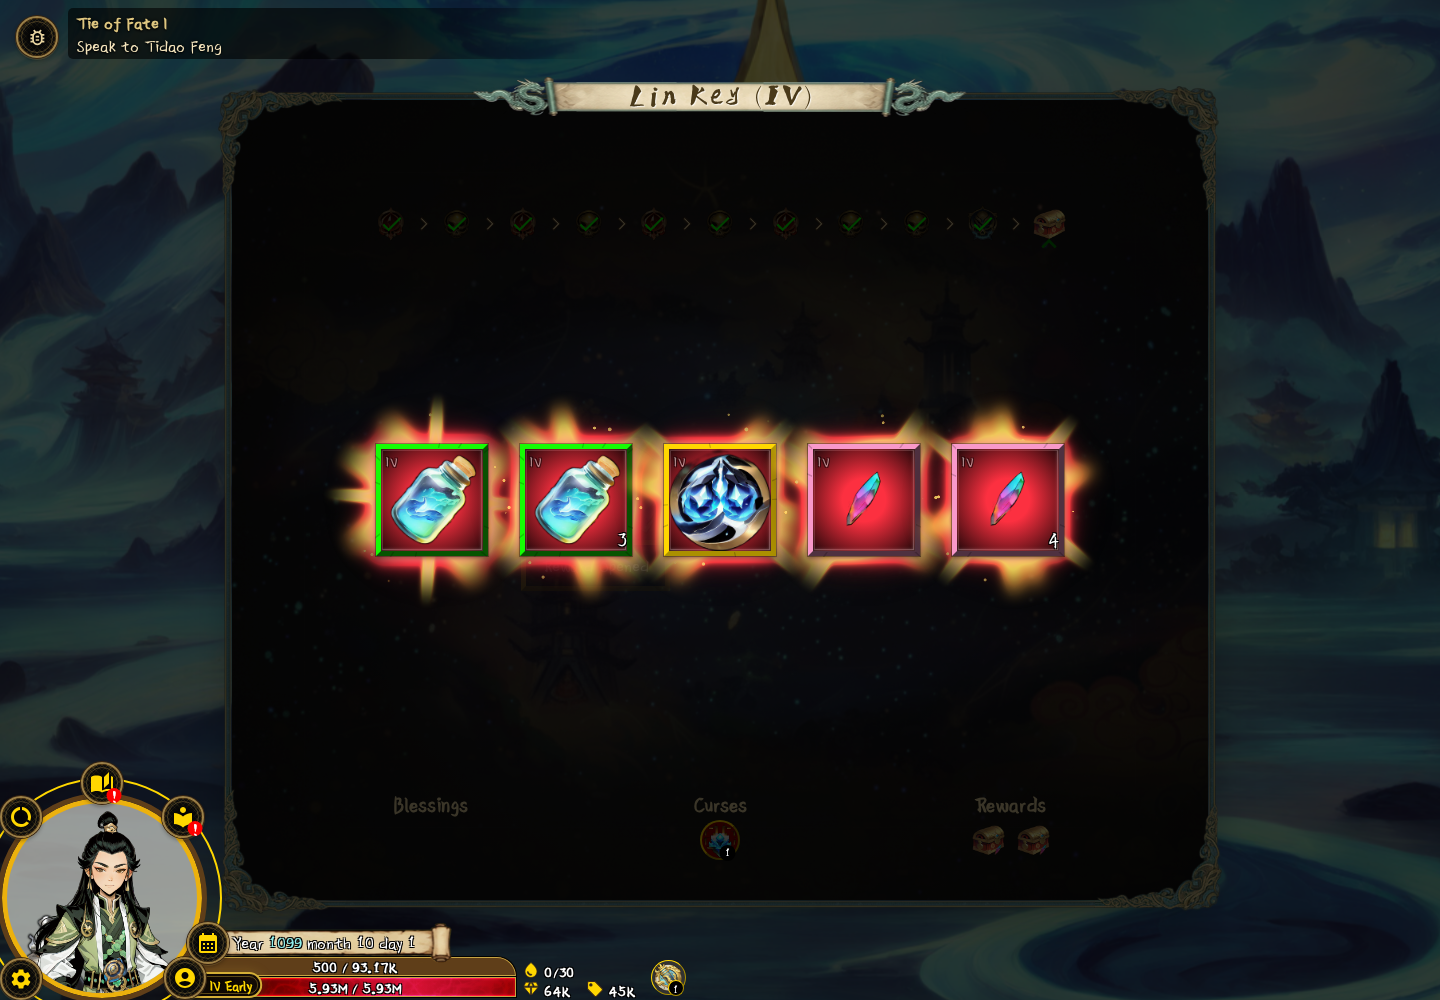 Tie of Fate I
Speak to Tidao Feng
Lin Key (IV)
IV
IV
3
IV
IV
IV
4
Blessings
Curses
Rewards
1
Year 1099 month 10 day 1
500 / 93.17K
IV Early
5.93M / 5.93M
0/30
64K
45K
1